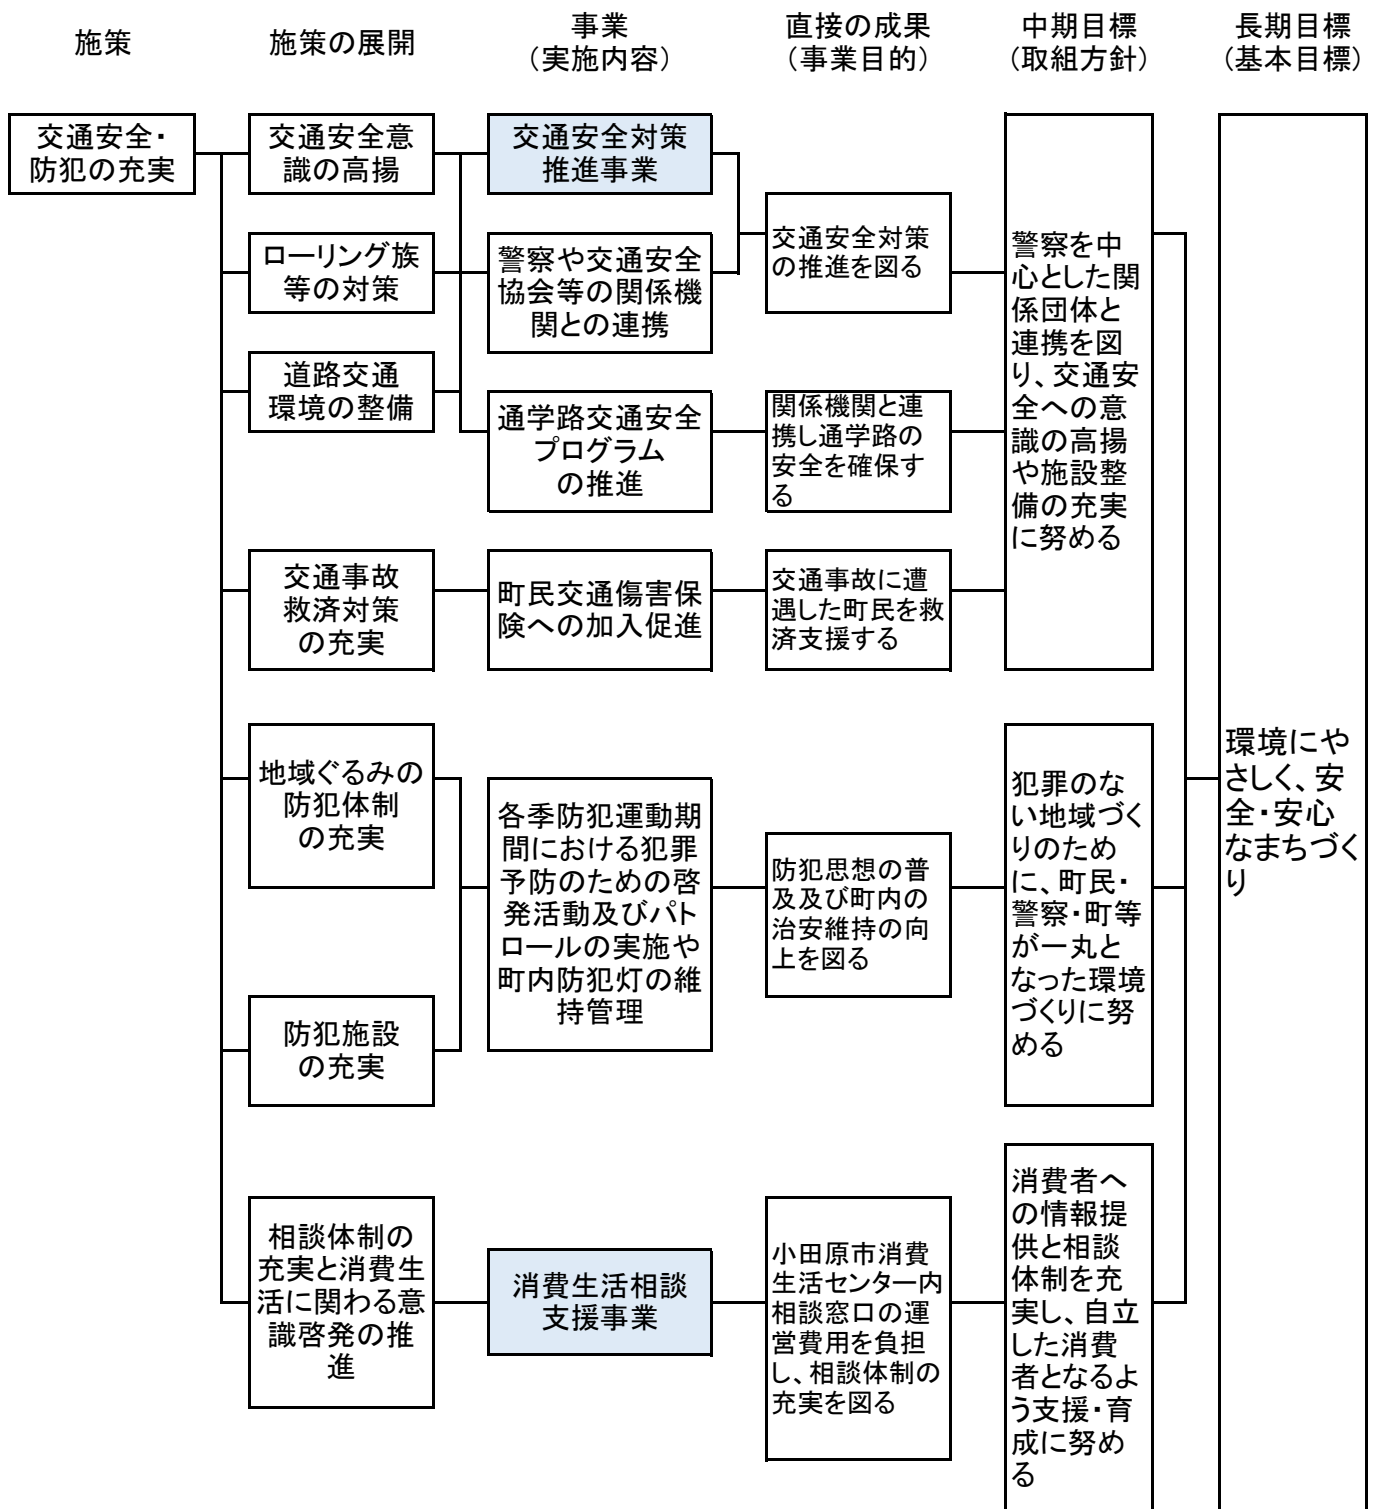 施策
施策の展開
事業
（実施内容）
直接の成果
（事業目的）
中期目標
（取組方針）
長期目標
（基本目標）
交通安全・
防犯の充実
交通安全意
識の高揚
ローリング族
等の対策
道路交通
環境の整備
交通事故
救済対策
の充実
地域ぐるみの
防犯体制
の充実
防犯施設
の充実
相談体制の
充実と消費生
活に関わる意
識啓発の推
進
交通安全対策
推進事業
警察や交通安全
協会等の関係機
関との連携
通学路交通安全
プログラム
の推進
町民交通傷害保
険への加入促進
各季防犯運動期
間における犯罪
予防のための啓
発活動及びパト
ロールの実施や
町内防犯灯の維
持管理
消費生活相談
支援事業
交通安全対策
の推進を図る
関係機関と連
携し通学路の
安全を確保す
る
交通事故に遭
遇した町民を救
済支援する
防犯思想の普
及及び町内の
治安維持の向
上を図る
小田原市消費
生活センター内
相談窓口の運
営費用を負担
し、相談体制の
充実を図る
警察を中
心とした関
係団体と
連携を図
り、交通安
全への意
識の高揚
や施設整
備の充実
に努める
犯罪のな
い地域づく
りのため
に、町民・
警察・町等
が一丸と
なった環境
づくりに努
める
消費者へ
の情報提
供と相談
体制を充
実し、自立
した消費
者となるよ
う支援・育
成に努め
る
環境にや
さしく、安
全・安心
なまちづく
り